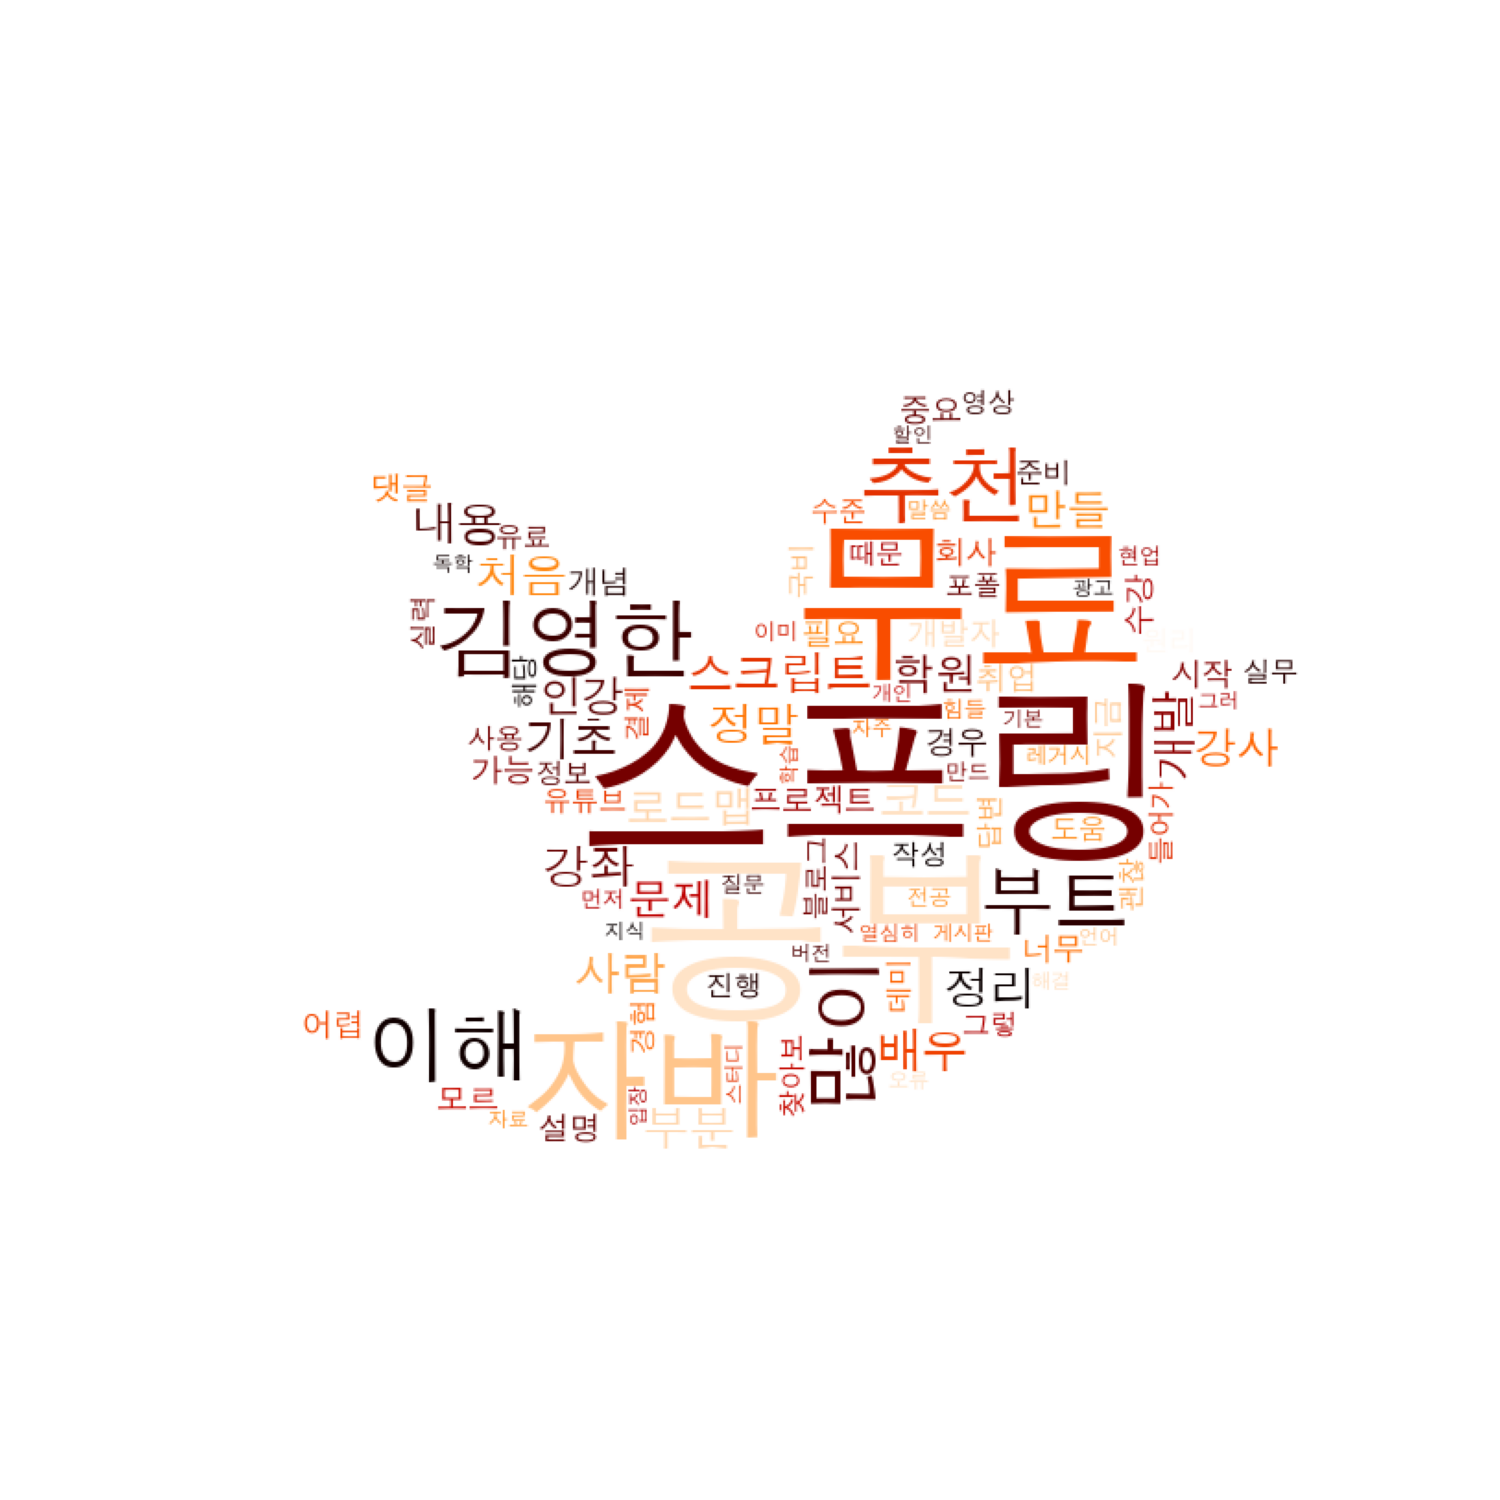 중요
영상
할인
추천
준비
댓글
수준
말씀
만들
내용
유료
무료
때문
회사
현업
독학
처음
개념
국비
포폴
광고
수강
실력
김영한
이미
필요
개발자
원리
해당
인강
스크립트
학원
취업
시작
실무
결제
개인
그러
사용
기초
정말
자주
힘들
기본
지금
개발
강사
스프링
경우
레거시
가능
정보
학습
만드
유튜브
로드맵
프로젝트
코드
답변
도움
들어가
강좌
블로그
서비스
작성
먼저
문제
질문
전공
부트
괜찮
지식
공부
열심히
게시판
너무
언어
버전
사람
진행
많이
데미
정리
해결
어렵
이해
자바
경험
그렇
배우
모르
스터디
찾아보
원
오류
자료
설명
입장
부분